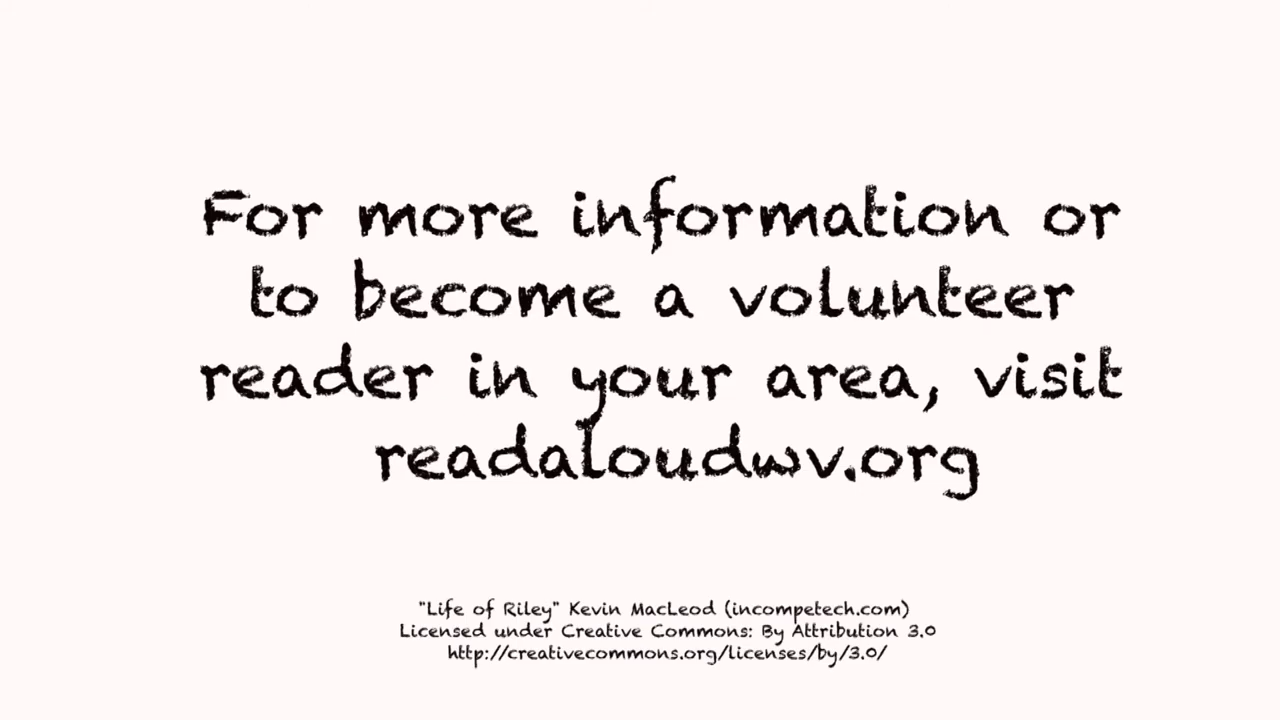 For more information or
to become a volunteer
reader in your area, visit
readaloudwv.org
"Life of Riley" Kevin MacLeod (incompetech.com)
Licensed under Creative Commons: By Attribution 3.0
http://creativecommons.org/licenses/by/3.0/